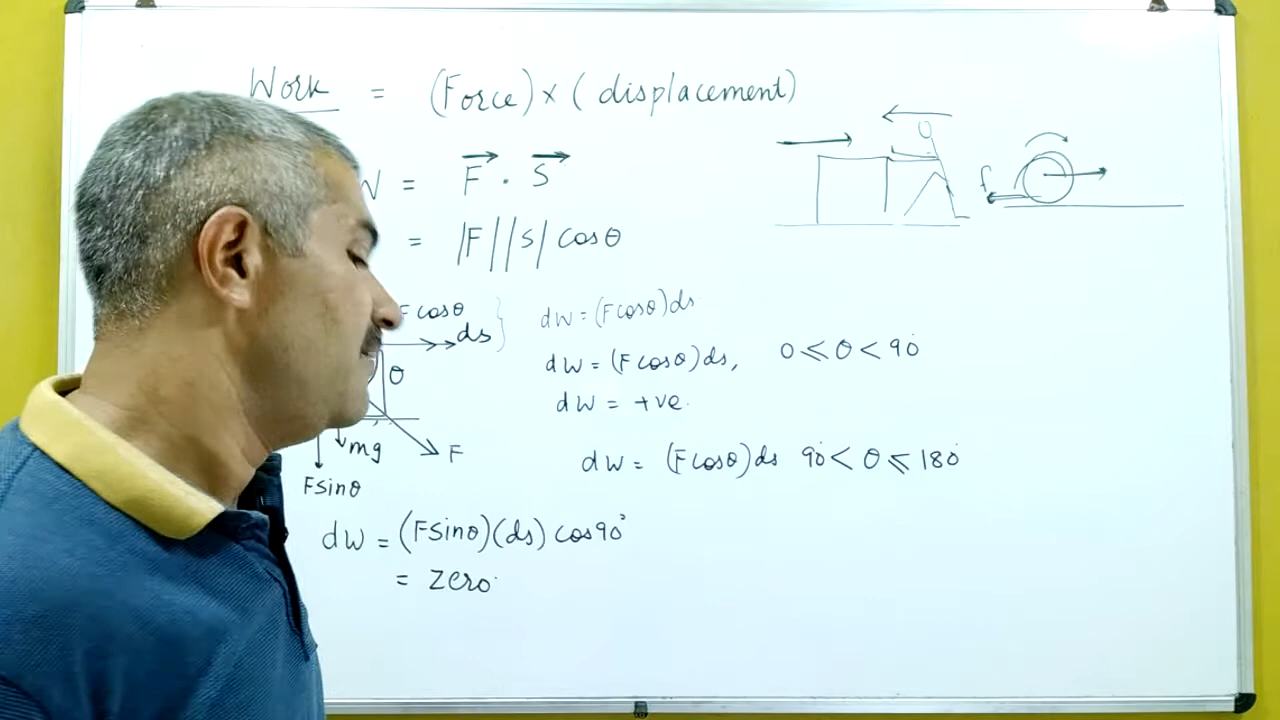 Work = (Force) × (displacement)
W = F⃗ · S⃗
= |F||s| cosθ
F cosθ
ds
dW = (Fcosθ)ds
dW = (Fcosθ)ds, 0 ≤ θ < 90°
dW = +ve.
θ
mg
F
Fsinθ
dW = (Fcosθ)ds 90° < θ ≤ 180°
dW = (Fsinθ)(ds) cos90°
= Zero.
f